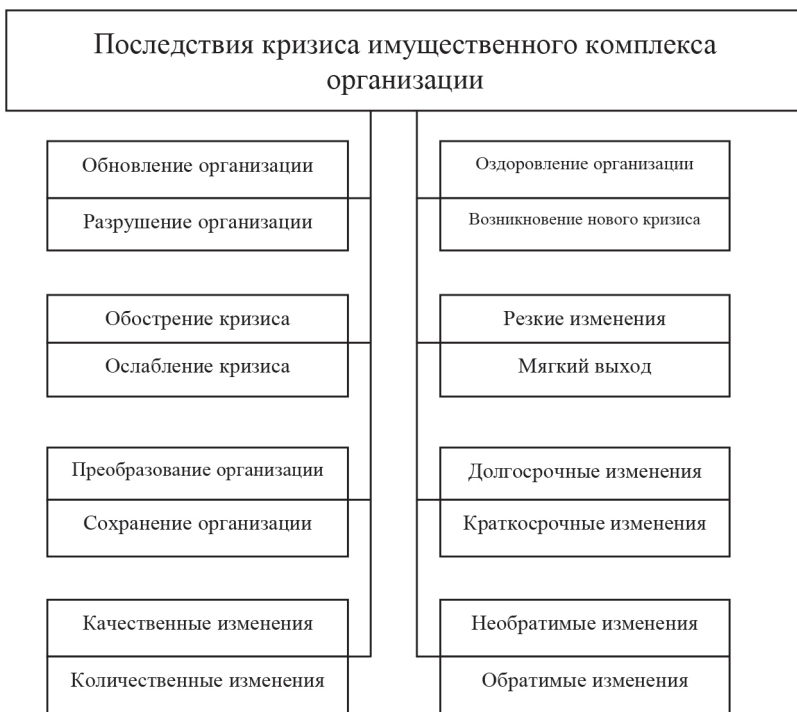 Последствия кризиса имущественного комплекса
организации
Обновление организации
Разрушение организации
Обострение кризиса
Ослабление кризиса
Преобразование организации
Сохранение организации
Качественные изменения
Количественные изменения
Оздоровление организации
Возникновение нового кризиса
Резкие изменения
Мягкий выход
Долгосрочные изменения
Краткосрочные изменения
Необратимые изменения
Обратимые изменения